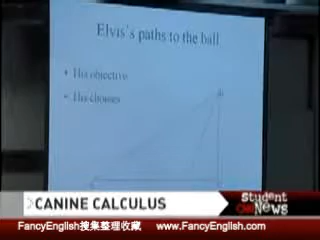 Elvis's paths to the ball
• His objective
• His choices
CANINE CALCULUS
Student
CNN News
FancyEnglish搜集整理收藏 www.FancyEnglish.com